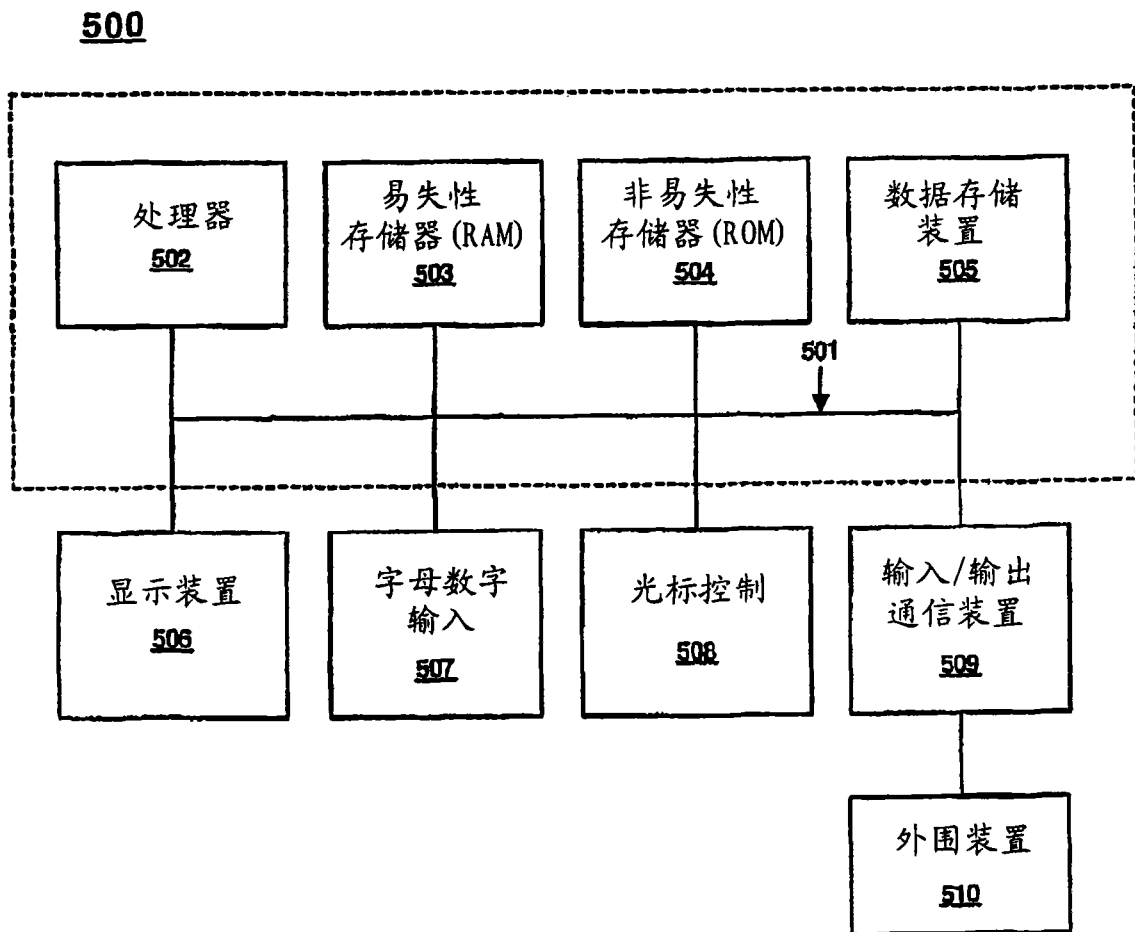 500
处理器
502
易失性
存储器(RAM)
503
非易失性
存储器(ROM)
504
数据存储
装置
505
501
显示装置
506
字母数字
输入
507
光标控制
508
输入/输出
通信装置
509
外围装置
510